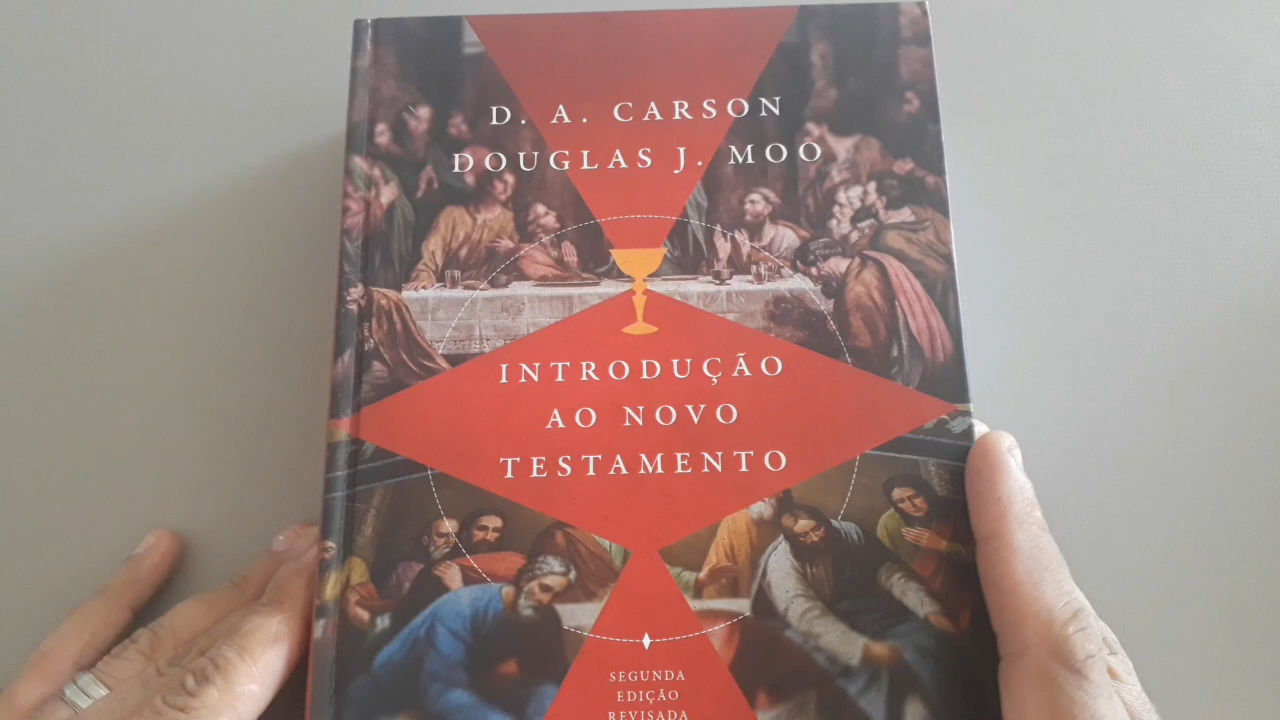 D. A. CARSON
DOUGLAS J. MOO
INTRODUÇÃO
AO NOVO
TESTAMENTO
SEGUNDA
EDIÇÃO
REVISADA